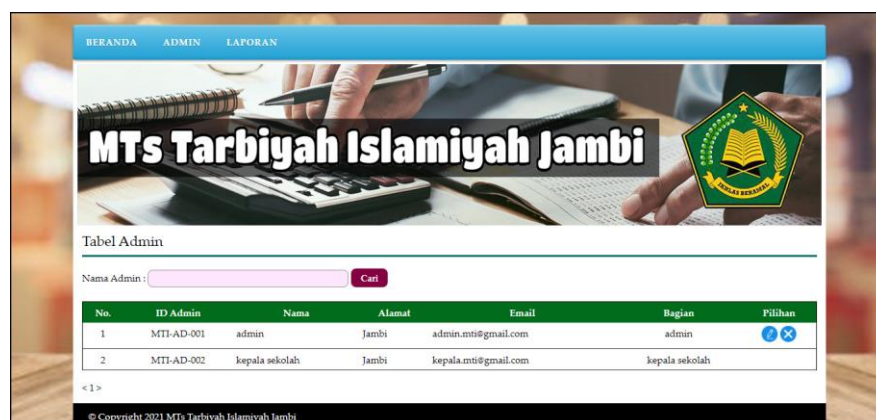 BERANDA ADMIN LAPORAN
MTs Tarbiyah Islamiyah Jambi
IKHLAS BERAMAL
Tabel Admin
Nama Admin : Cari
No. ID Admin Nama Alamat Email Bagian Pilihan
1 MTI-AD-001 admin Jambi admin.mti@gmail.com admin
2 MTI-AD-002 kepala sekolah Jambi kepala.mti@gmail.com kepala sekolah
< 1 >
© Copyright 2021 MTs Tarbiyah Islamiyah Jambi